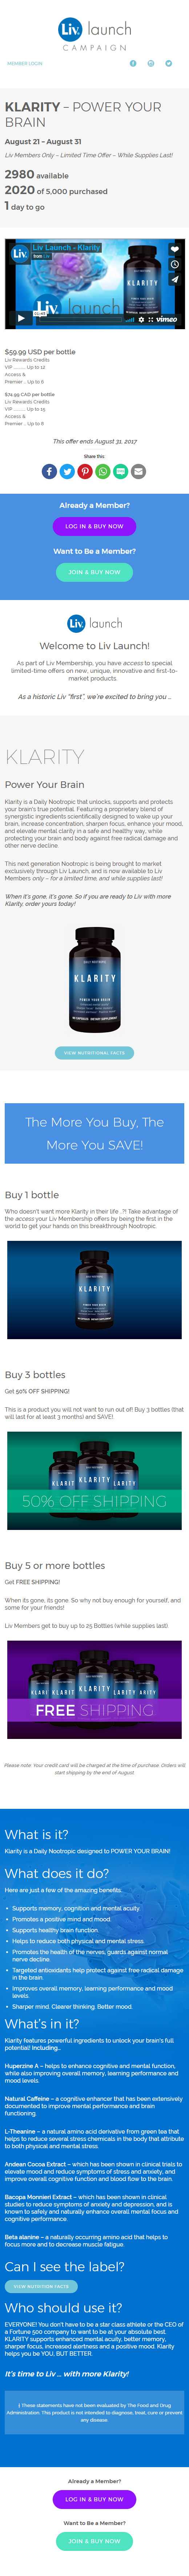 Liv launch
CAMPAIGN
MEMBER LOGIN
KLARITY – POWER YOUR
BRAIN
August 21 – August 31
Liv Members Only – Limited Time Offer – While Supplies Last!
2980 available
2020 of 5,000 purchased
1 day to go
Liv Launch - Klarity
from Liv
KLARITY
Liv launch
vimeo
$59.99 USD per bottle
Liv Rewards Credits
VIP ......... Up to 12
Access &
Premier ... Up to 6
$74.99 CAD per bottle
Liv Rewards Credits
VIP ......... Up to 15
Access &
Premier ... Up to 8
This offer ends August 31, 2017
Share this:
Already a Member?
LOG IN & BUY NOW
Want to Be a Member?
JOIN & BUY NOW
Liv launch
Welcome to Liv Launch!
As part of Liv Membership, you have access to special
limited-time offers on new, unique, innovative and first-to-
market products.
As a historic Liv "first", we're excited to bring you ...
KLARITY
Power Your Brain
Klarity is a Daily Nootropic that unlocks, supports and protects
your brain's true potential. Featuring a proprietary blend of
synergistic ingredients scientifically designed to wake up your
brain, increase concentration, sharpen focus, enhance your mood,
and elevate mental clarity in a safe and healthy way, while
protecting your brain and body against free radical damage and
other nerve decline.
This next generation Nootropic is being brought to market
exclusively through Liv Launch, and is now available to Liv
Members only – for a limited time, and while supplies last!
When it's gone, it's gone. So if you are ready to Liv with more
Klarity, order yours today!
KLARITY
POWER YOUR BRAIN
VIEW NUTRITIONAL FACTS
The More You Buy, The
More You SAVE!
Buy 1 bottle
Who doesn't want more Klarity in their life ..?! Take advantage of
the access your Liv Membership offers by being the first in the
world to get your hands on this breakthrough Nootropic.
KLARITY
Buy 3 bottles
Get 50% OFF SHIPPING!
This is a product you will not want to run out of! Buy 3 bottles (that
will last for at least 3 months) and SAVE!
KLARITY
50% OFF SHIPPING
Buy 5 or more bottles
Get FREE SHIPPING!
When its gone, its gone. So why not buy enough for yourself, and
some for your friends!
Liv Members get to buy up to 25 Bottles (while supplies last).
KLARITY
FREE SHIPPING
Please note: Your credit card will be charged at the time of purchase. Orders will
start shipping by the end of August.
What is it?
Klarity is a Daily Nootropic designed to POWER YOUR BRAIN!
What does it do?
Here are just a few of the amazing benefits.
• Supports memory, cognition and mental acuity.
• Promotes a positive mind and mood.
• Supports healthy brain function.
• Helps to reduce both physical and mental stress.
• Promotes the health of the nerves, guards against normal
nerve decline.
• Targeted antioxidants help protect against free radical damage
in the brain.
• Improves overall memory, learning performance and mood
levels.
• Sharper mind. Clearer thinking. Better mood.
What's in it?
Klarity features powerful ingredients to unlock your brain's full
potential! Including...
Huperzine A – helps to enhance cognitive and mental function,
while also improving overall memory, learning performance and
mood levels.
Natural Caffeine – a cognitive enhancer that has been extensively
documented to improve mental performance and brain
functioning.
L-Theanine – a natural amino acid derivative from green tea that
helps to reduce several stress chemicals in the body that attribute
to both physical and mental stress.
Andean Cocoa Extract – which has been shown in clinical trials to
elevate mood and reduce symptoms of stress and anxiety, and
improve overall cognitive function and blood flow to the brain.
Bacopa Monnieri Extract – which has been shown in clinical
studies to reduce symptoms of anxiety and depression, and is
known to safely and naturally enhance overall mental focus and
cognitive performance.
Beta alanine – a naturally occurring amino acid that helps to
focus more and to decrease muscle fatigue.
Can I see the label?
VIEW NUTRITION FACTS
Who should use it?
EVERYONE! You don't have to be a star class athlete or the CEO of
a Fortune 500 company to want to be at your absolute best.
KLARITY supports enhanced mental acuity, better memory,
sharper focus, increased alertness and a positive mood. Klarity
helps you be YOU, BUT BETTER.
It's time to Liv ... with more Klarity!
‡ These statements have not been evaluated by The Food and Drug
Administration. This product is not intended to diagnose, treat, cure or prevent
any disease.
Already a Member?
LOG IN & BUY NOW
Want to Be a Member?
JOIN & BUY NOW